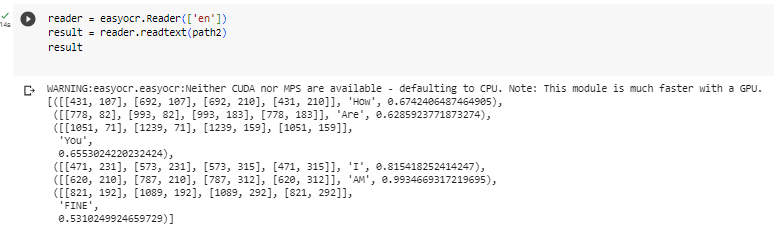 14s
reader = easyocr.Reader(['en'])
result = reader.readtext(path2)
result
WARNING:easyocr.easyocr:Neither CUDA nor MPS are available - defaulting to CPU. Note: This module is much faster with a GPU.
[([[431, 107], [692, 107], [692, 210], [431, 210]], 'How', 0.6742406487464905),
([[778, 82], [993, 82], [993, 183], [778, 183]], 'Are', 0.6285923771873274),
([[1051, 71], [1239, 71], [1239, 159], [1051, 159]],
'You',
0.6553024220232424),
([[471, 231], [573, 231], [573, 315], [471, 315]], 'I', 0.815418252414247),
([[620, 210], [787, 210], [787, 312], [620, 312]], 'AM', 0.9934669317219695),
([[821, 192], [1089, 192], [1089, 292], [821, 292]],
'FINE',
0.5310249924659729)]